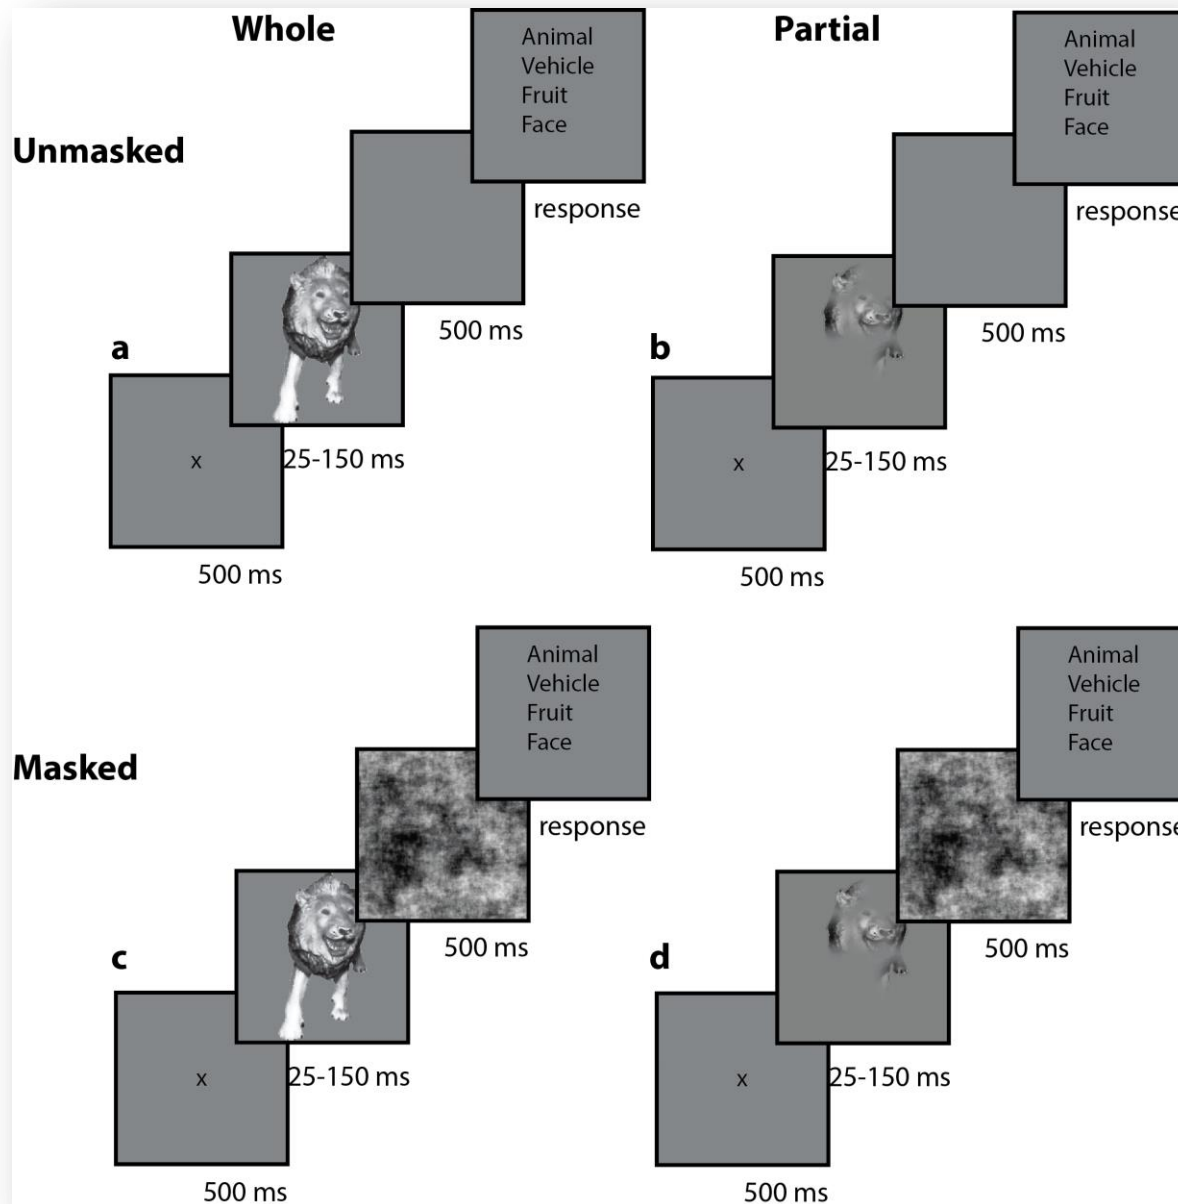 Whole
Partial
Unmasked
Animal
Vehicle
Fruit
Face
response
500 ms
a
25-150 ms
x
500 ms
Animal
Vehicle
Fruit
Face
response
500 ms
b
25-150 ms
x
500 ms
Masked
Animal
Vehicle
Fruit
Face
response
500 ms
c
25-150 ms
x
500 ms
Animal
Vehicle
Fruit
Face
response
500 ms
d
25-150 ms
x
500 ms